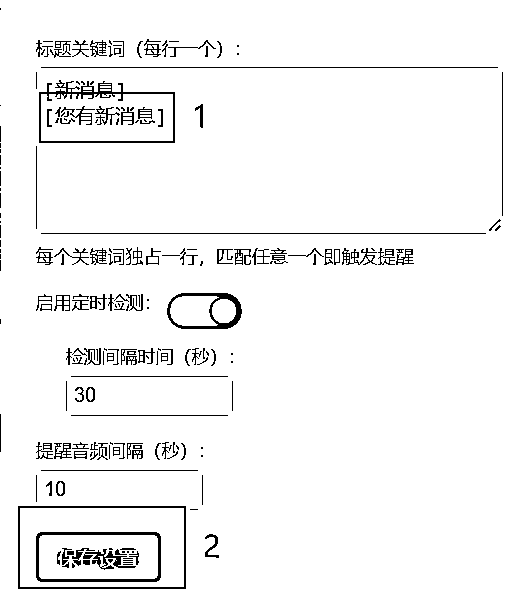 标题关键词（每行一个）：
[新消息]
[您有新消息]
1
每个关键词独占一行，匹配任意一个即触发提醒
启用定时检测：
检测间隔时间（秒）：
30
提醒音频间隔（秒）：
10
保存设置
2